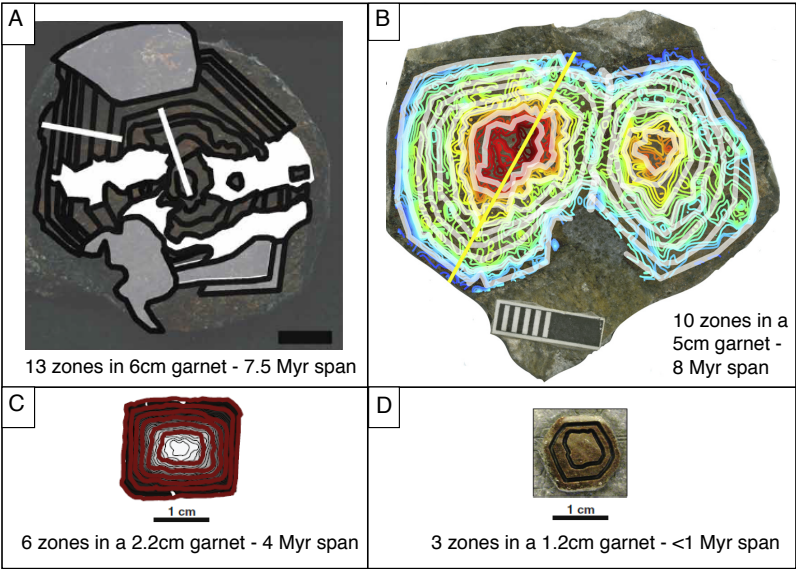 A
13 zones in 6cm garnet - 7.5 Myr span
B
10 zones in a
5cm garnet -
8 Myr span
C
1 cm
6 zones in a 2.2cm garnet - 4 Myr span
D
1 cm
3 zones in a 1.2cm garnet - <1 Myr span